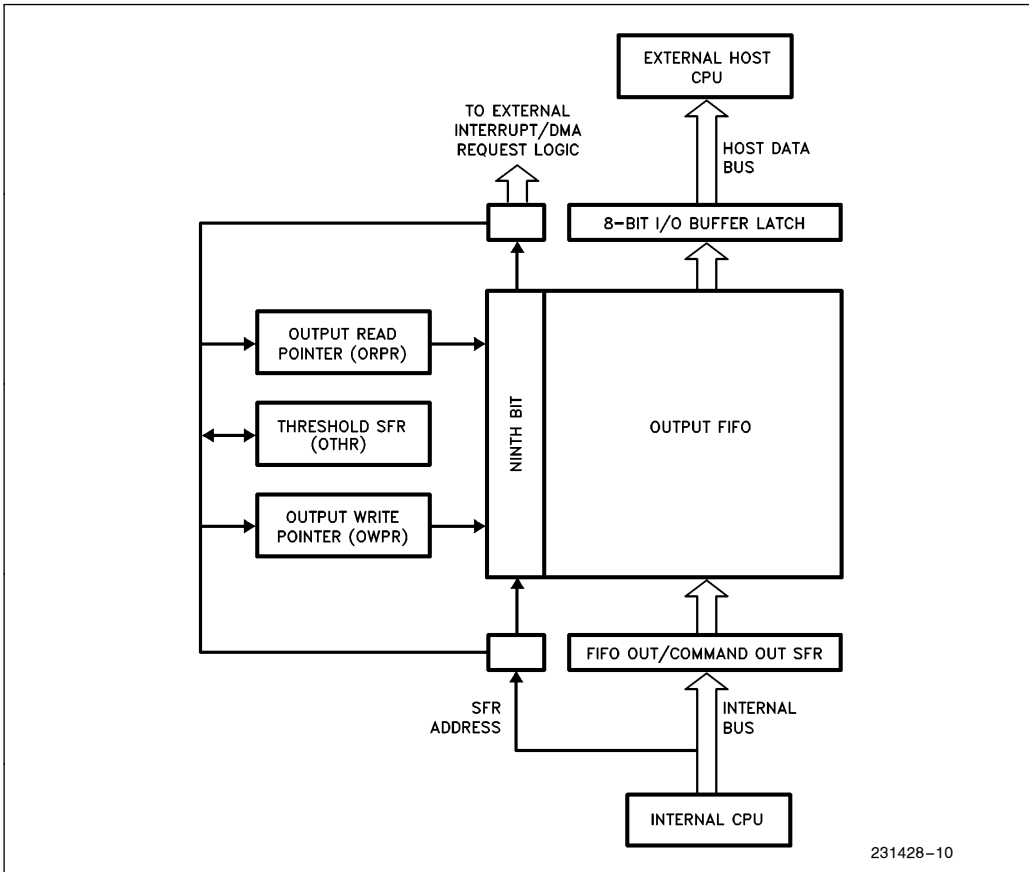 EXTERNAL HOST
CPU
TO EXTERNAL
INTERRUPT/DMA
REQUEST LOGIC
HOST DATA
BUS
8-BIT I/O BUFFER LATCH
OUTPUT READ
POINTER (ORPR)
THRESHOLD SFR
(OTHR)
OUTPUT WRITE
POINTER (OWPR)
NINTH BIT
OUTPUT FIFO
FIFO OUT/COMMAND OUT SFR
SFR
ADDRESS
INTERNAL
BUS
INTERNAL CPU
231428-10